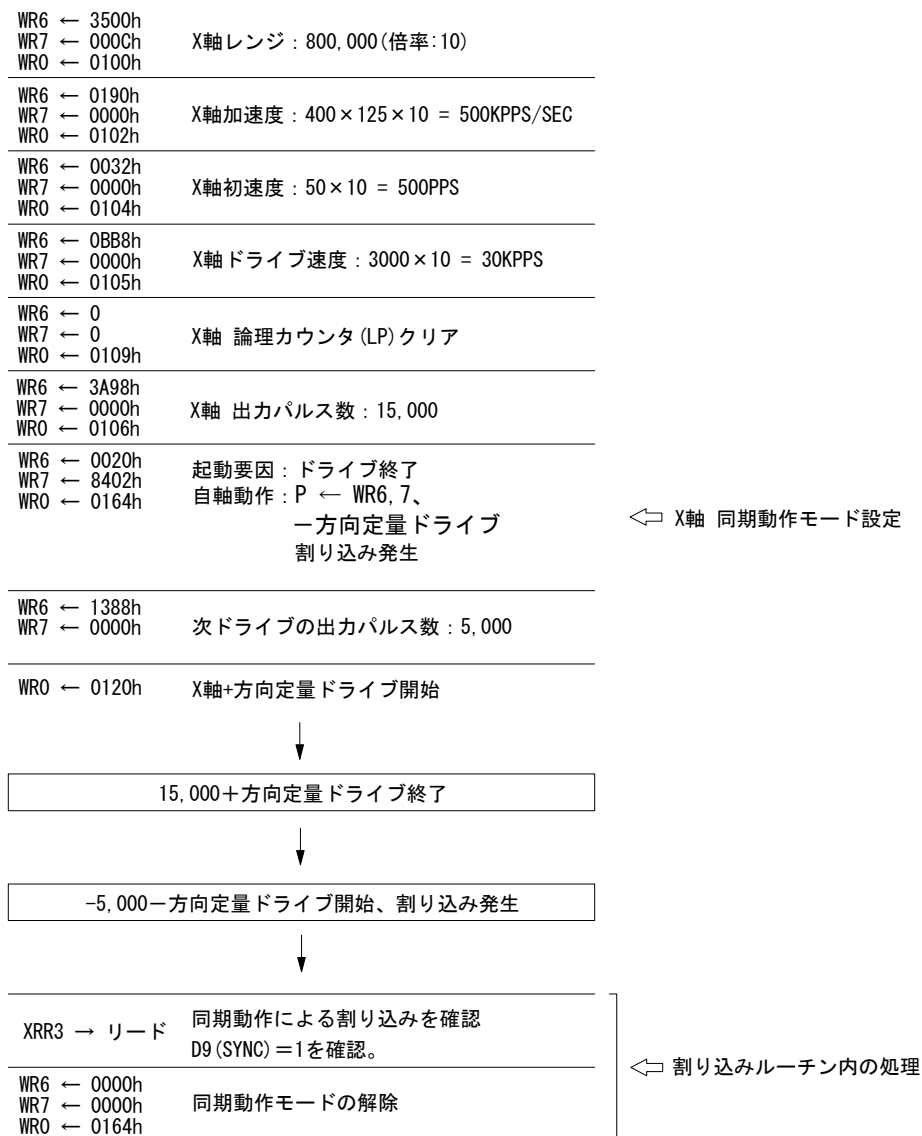 WR6 ← 3500h
WR7 ← 000Ch X軸レンジ：800,000(倍率:10)
WR0 ← 0100h
WR6 ← 0190h
WR7 ← 0000h X軸加速度：400×125×10 = 500KPPS/SEC
WR0 ← 0102h
WR6 ← 0032h
WR7 ← 0000h X軸初速度：50×10 = 500PPS
WR0 ← 0104h
WR6 ← 0BB8h
WR7 ← 0000h X軸ドライブ速度：3000×10 = 30KPPS
WR0 ← 0105h
WR6 ← 0
WR7 ← 0 X軸 論理カウンタ(LP)クリア
WR0 ← 0109h
WR6 ← 3A98h
WR7 ← 0000h X軸 出力パルス数：15,000
WR0 ← 0106h
WR6 ← 0020h 起動要因：ドライブ終了
WR7 ← 8402h 自軸動作：P ← WR6,7、
WR0 ← 0164h －方向定量ドライブ
割り込み発生
⇦ X軸 同期動作モード設定
WR6 ← 1388h
WR7 ← 0000h 次ドライブの出力パルス数：5,000
WR0 ← 0120h X軸+方向定量ドライブ開始
↓
15,000＋方向定量ドライブ終了
↓
-5,000－方向定量ドライブ開始、割り込み発生
↓
XRR3 → リード 同期動作による割り込みを確認
D9(SYNC)＝1を確認。
⇦ 割り込みルーチン内の処理
WR6 ← 0000h
WR7 ← 0000h 同期動作モードの解除
WR0 ← 0164h